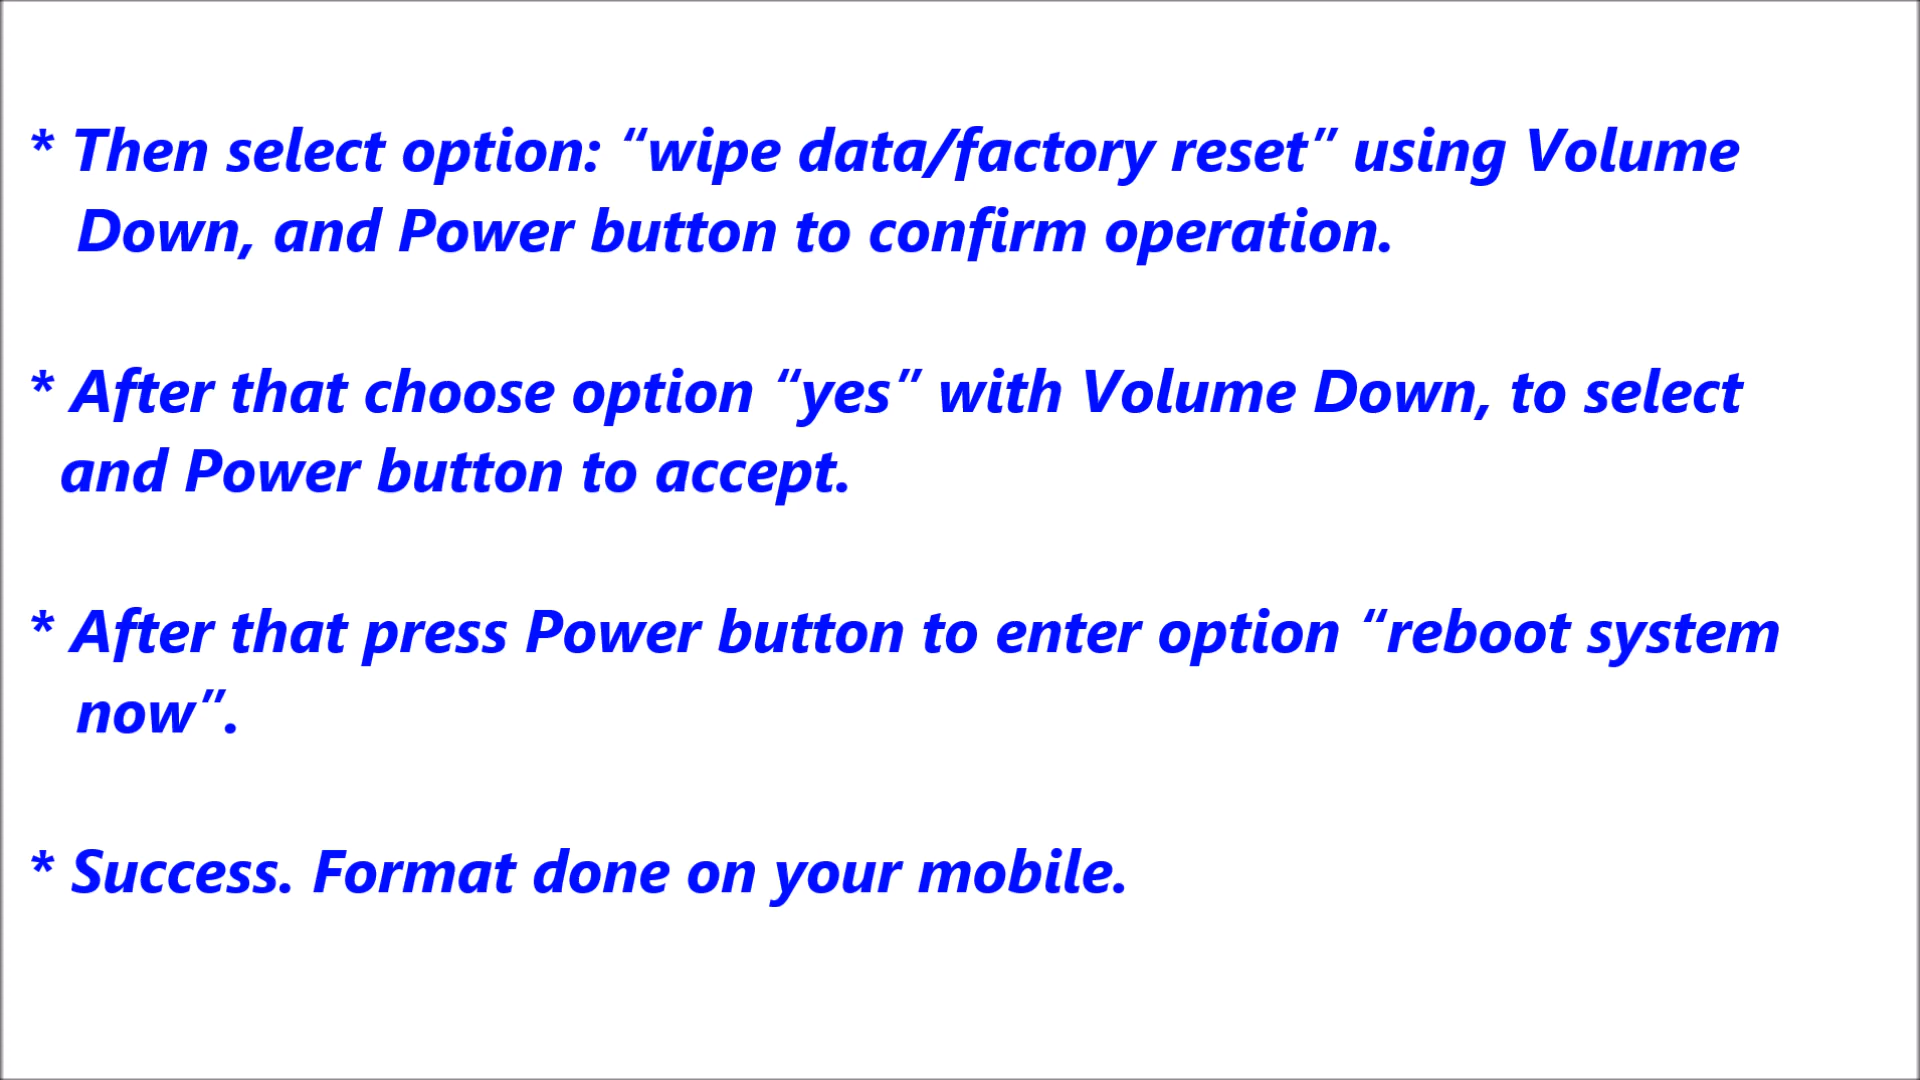 * Then select option: “wipe data/factory reset” using Volume
Down, and Power button to confirm operation.
* After that choose option “yes” with Volume Down, to select
and Power button to accept.
* After that press Power button to enter option “reboot system
now”.
* Success. Format done on your mobile.